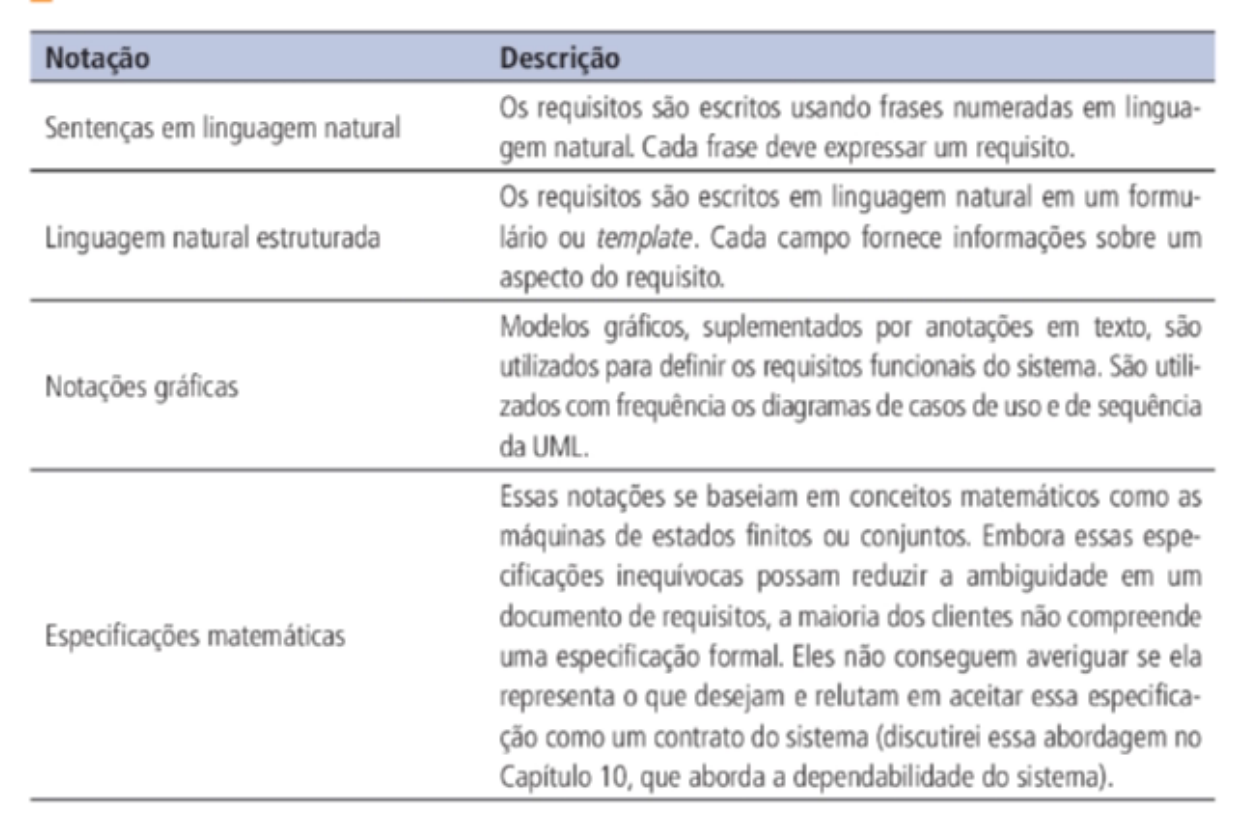 Notação Descrição
Sentenças em linguagem natural
Os requisitos são escritos usando frases numeradas em lingua-
gem natural. Cada frase deve expressar um requisito.
Linguagem natural estruturada
Os requisitos são escritos em linguagem natural em um formu-
lário ou template. Cada campo fornece informações sobre um
aspecto do requisito.
Notações gráficas
Modelos gráficos, suplementados por anotações em texto, são
utilizados para definir os requisitos funcionais do sistema. São utili-
zados com frequência os diagramas de casos de uso e de sequência
da UML.
Especificações matemáticas
Essas notações se baseiam em conceitos matemáticos como as
máquinas de estados finitos ou conjuntos. Embora essas espe-
cificações inequívocas possam reduzir a ambiguidade em um
documento de requisitos, a maioria dos clientes não compreende
uma especificação formal. Eles não conseguem averiguar se ela
representa o que desejam e relutam em aceitar essa especifica-
ção como um contrato do sistema (discutirei essa abordagem no
Capítulo 10, que aborda a dependabilidade do sistema).